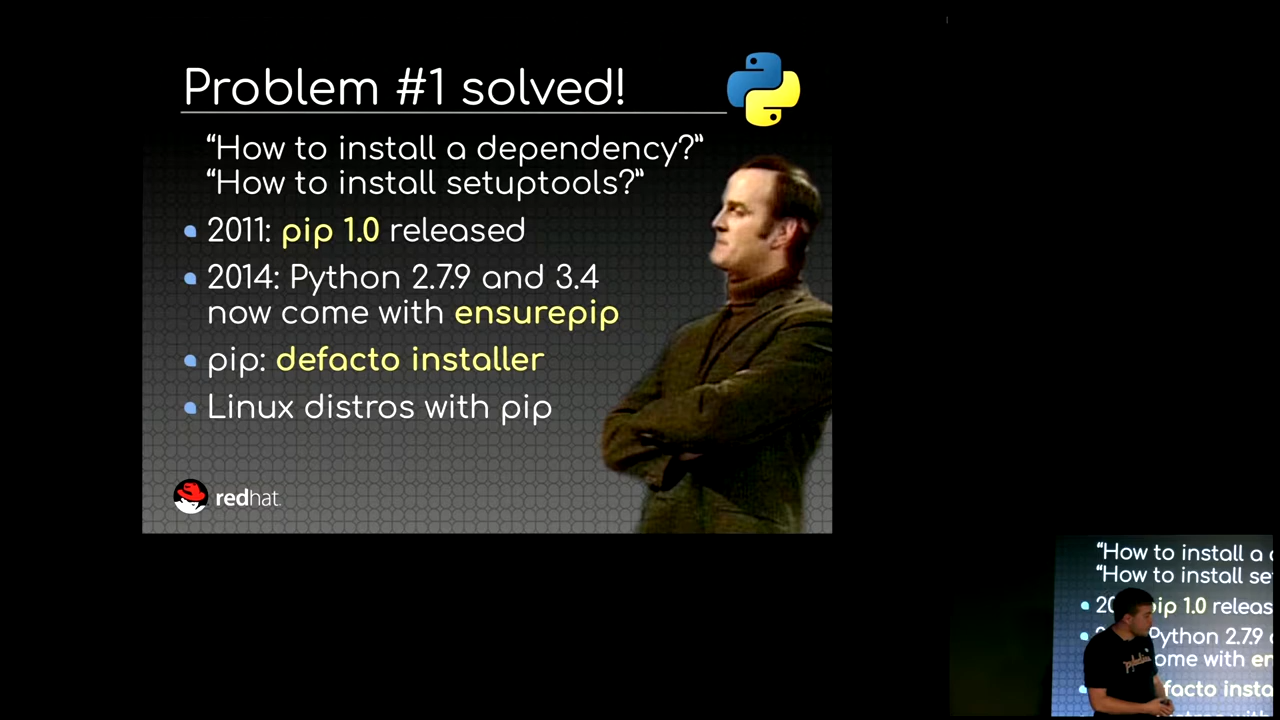 Problem #1 solved!
“How to install a dependency?”
“How to install setuptools?”
2011: pip 1.0 released
2014: Python 2.7.9 and 3.4
now come with ensurepip
pip: defacto installer
Linux distros with pip
redhat.
“How to install a
“How to install se
20 pip 1.0 releas
Python 2.7.9
ome with en
facto insta